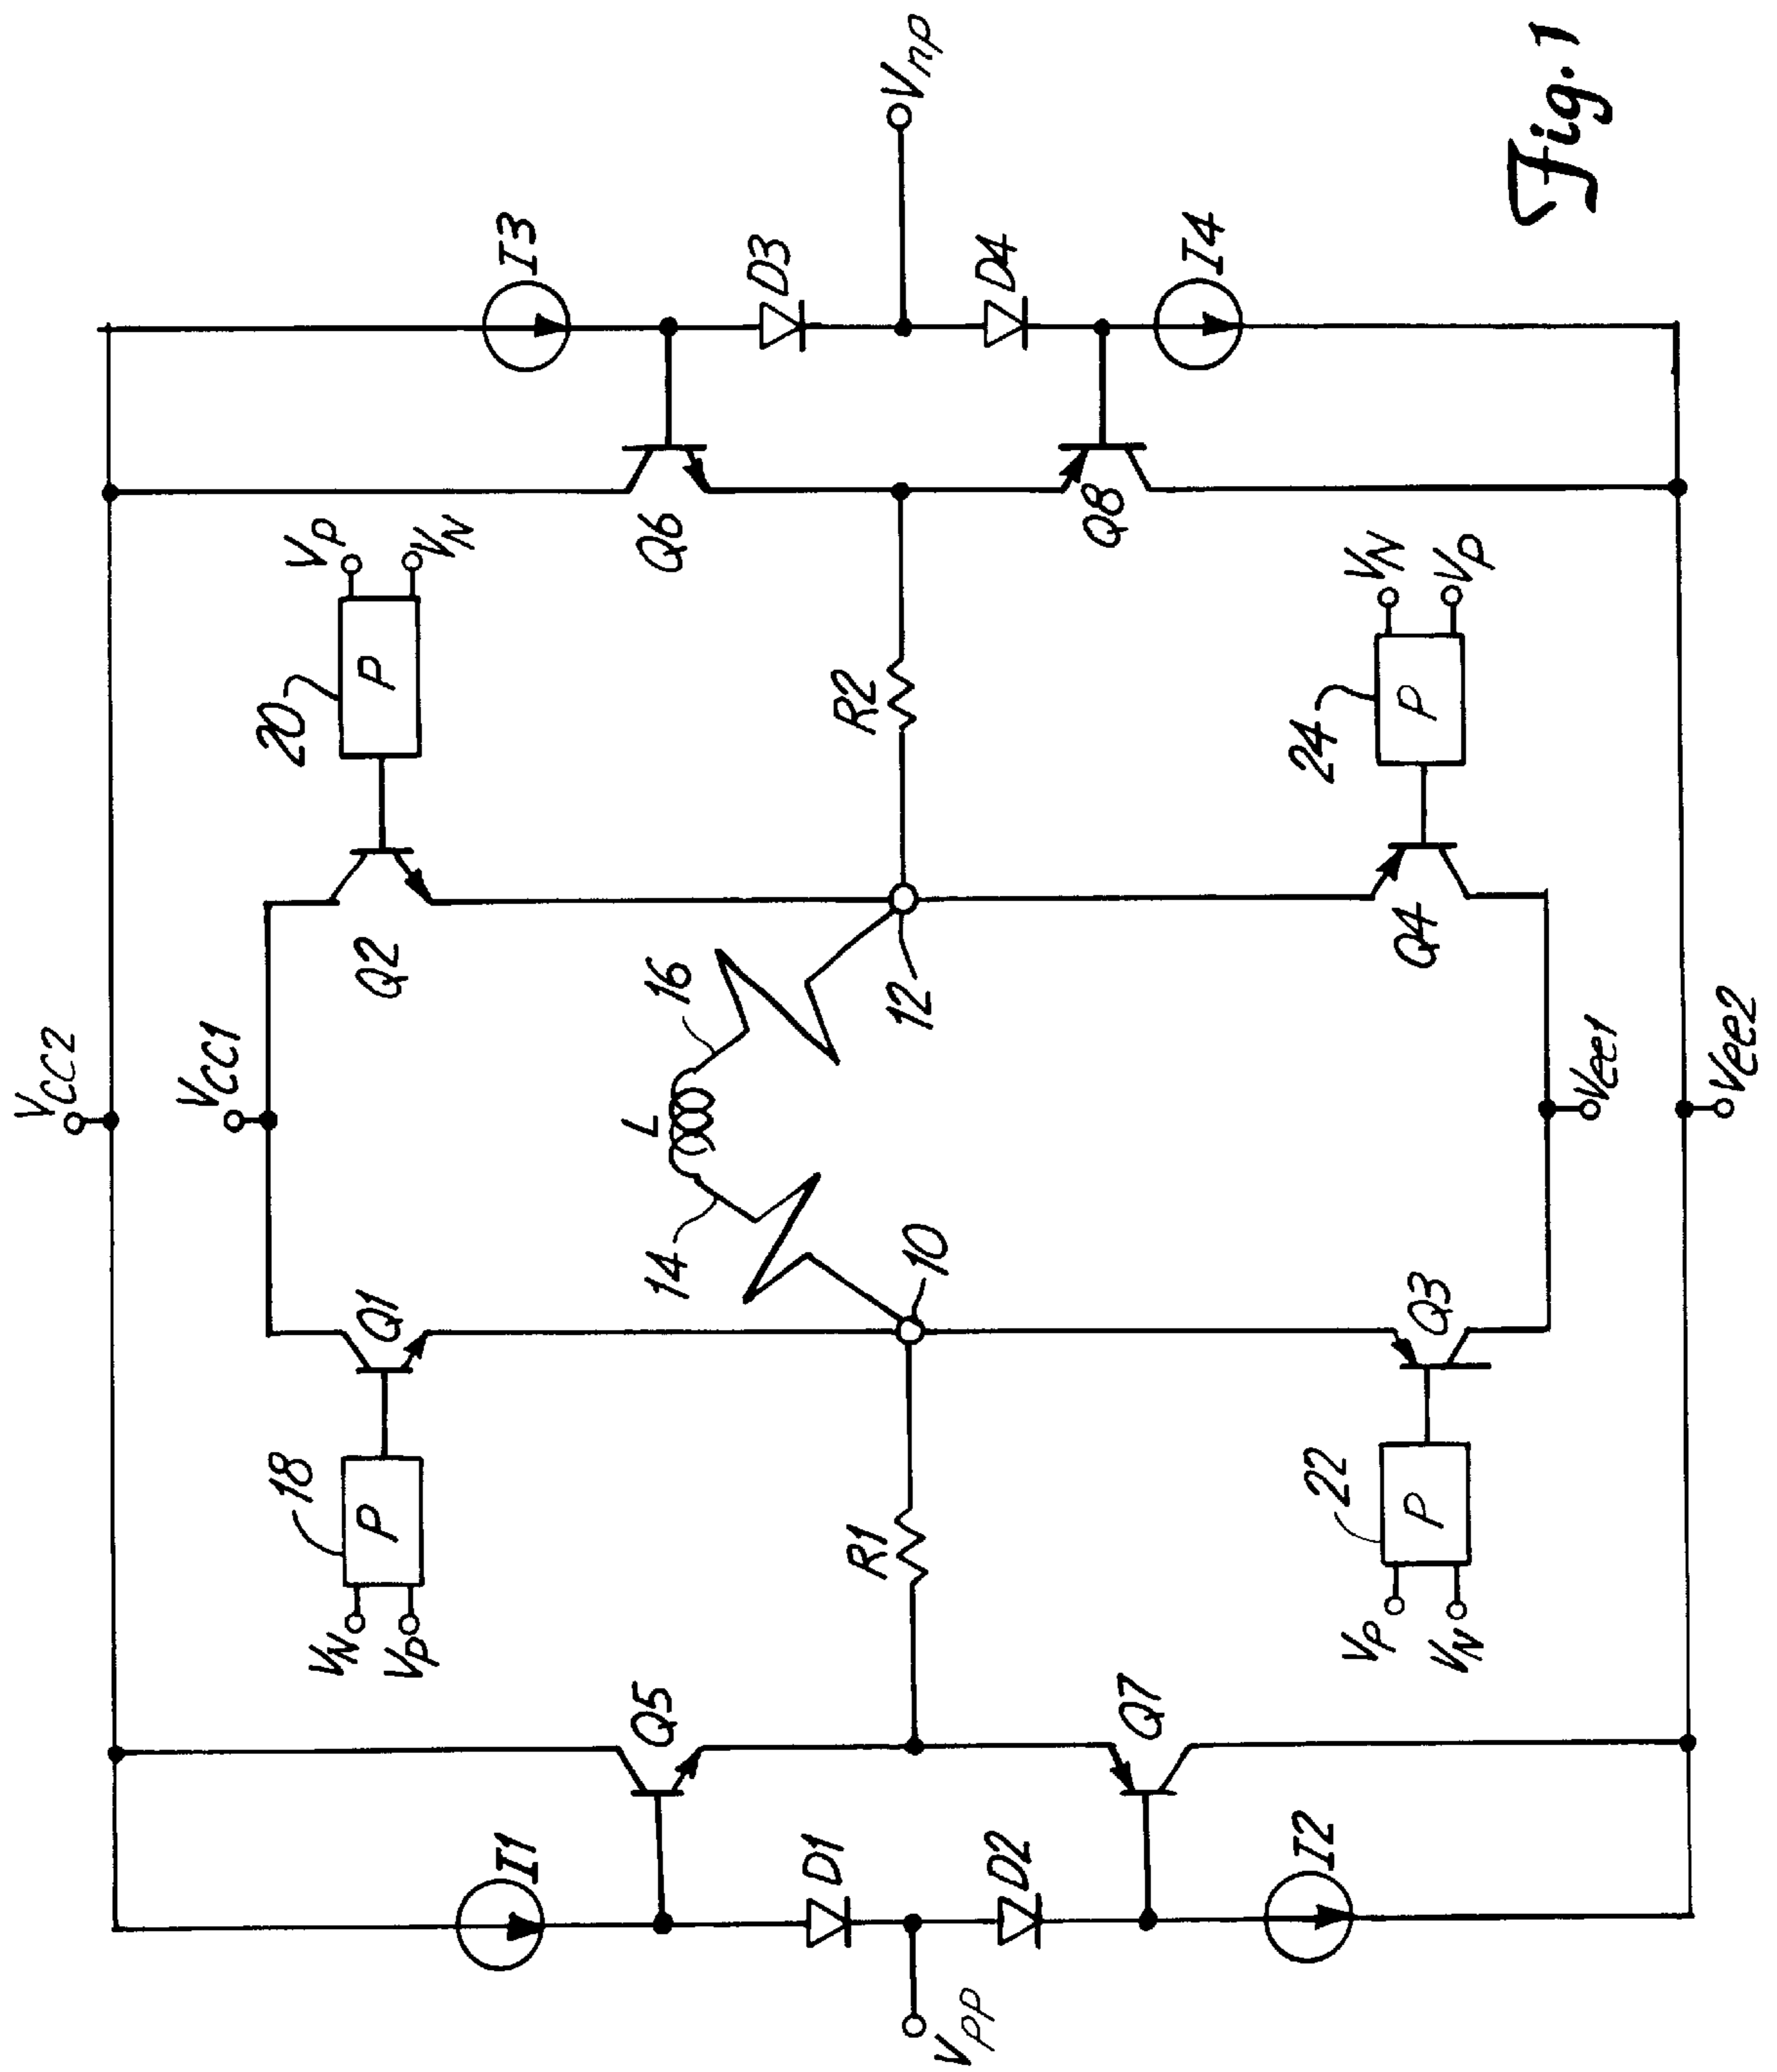 Vcc2
Vcc1
18
20
VN
VP
P
Q1
Q2
P
VP
VN
I1
I3
Q5
L
Q6
14
16
D1
D3
R1
R2
VPP
10
12
Vnp
D2
D4
Q7
Q8
22
24
I2
I4
VP
VN
P
Q3
Q4
P
VN
VP
Vee1
Vee2
Fig. 1